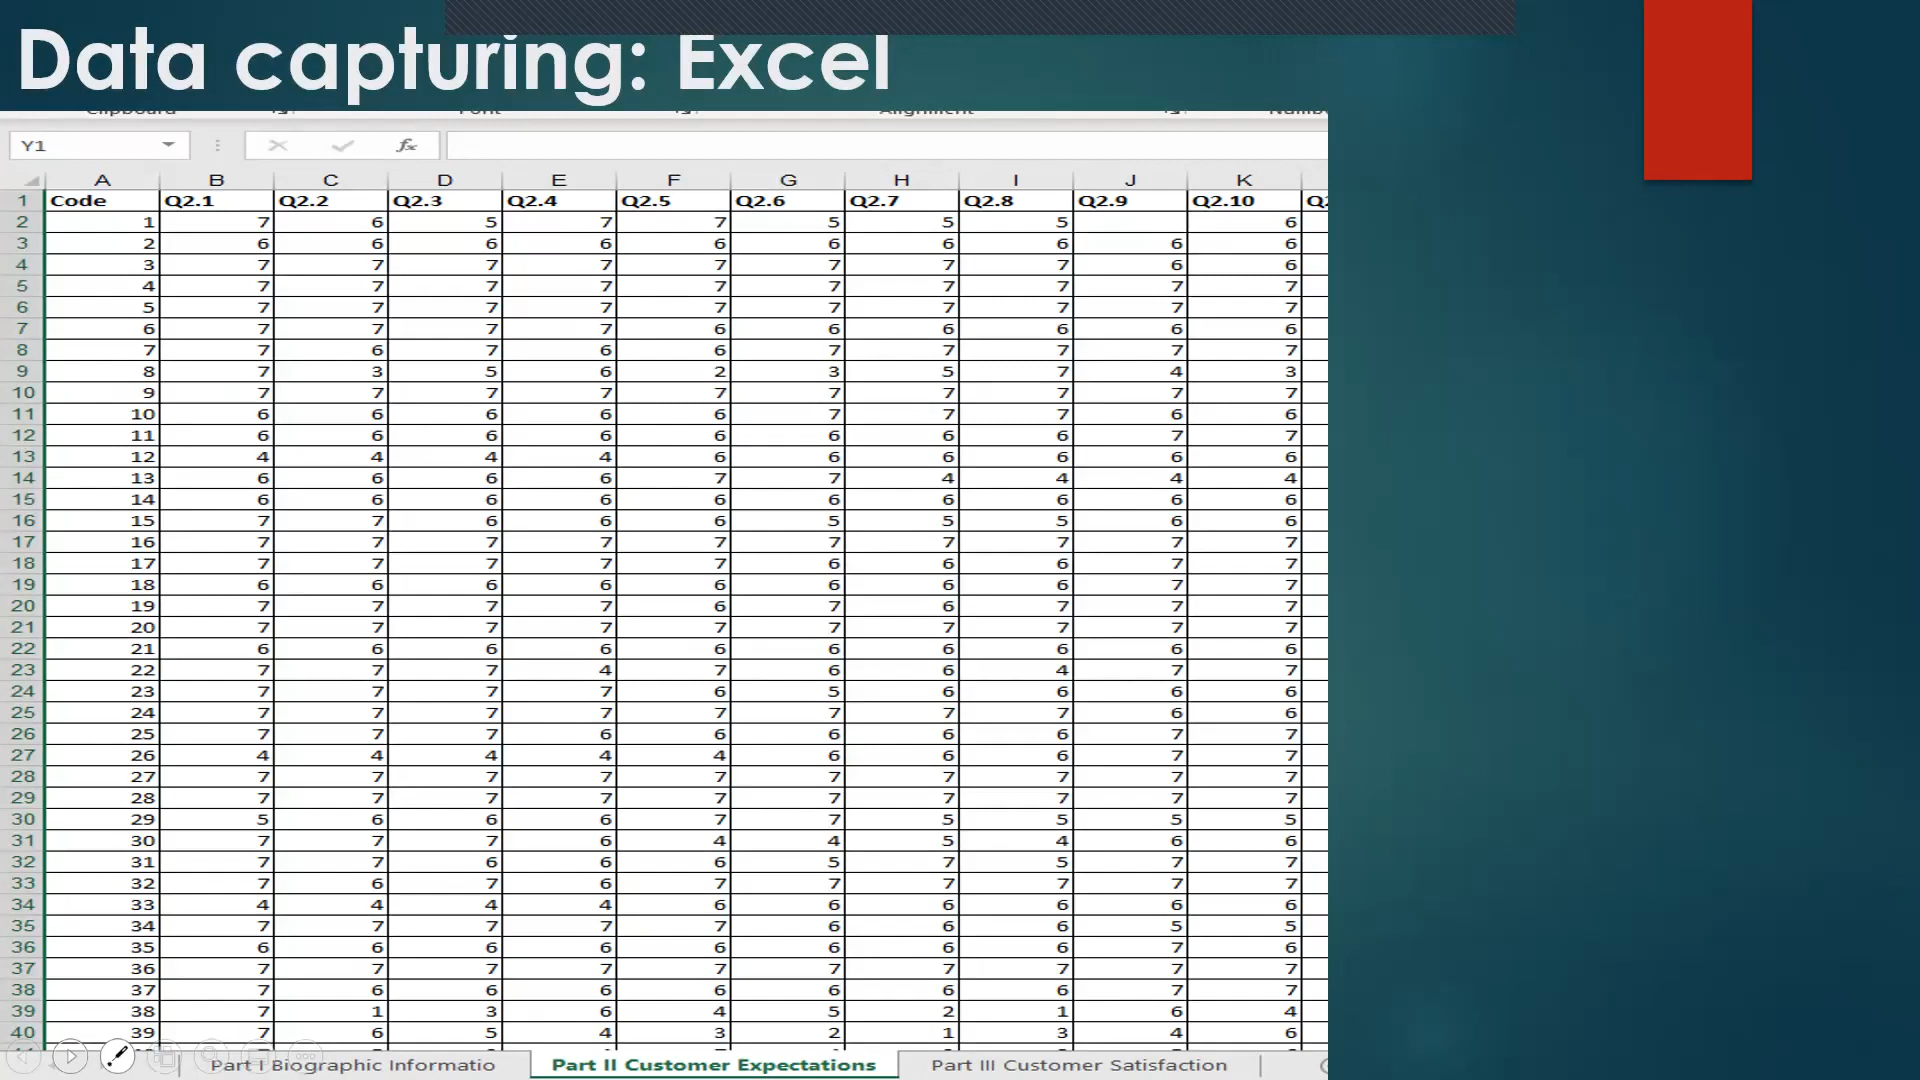 Data capturing: Excel
Clipboard Font Alignment
Y1 fx
A B C D E F G H I J K
1 Code Q2.1 Q2.2 Q2.3 Q2.4 Q2.5 Q2.6 Q2.7 Q2.8 Q2.9 Q2.10
2 1 7 6 5 7 7 5 5 5 6
3 2 6 6 6 6 6 6 6 6 6 6
4 3 7 7 7 7 7 7 7 7 6 6
5 4 7 7 7 7 7 7 7 7 7 7
6 5 7 7 7 7 7 7 7 7 7 7
7 6 7 7 7 7 6 6 6 6 6 6
8 7 7 6 7 6 6 7 7 7 7 7
9 8 7 3 5 6 2 3 5 7 4 3
10 9 7 7 7 7 7 7 7 7 7 7
11 10 6 6 6 6 6 7 7 7 6 6
12 11 6 6 6 6 6 6 6 6 7 7
13 12 4 4 4 4 6 6 6 6 6 6
14 13 6 6 6 6 7 7 4 4 4 4
15 14 6 6 6 6 6 6 6 6 6 6
16 15 7 7 6 6 6 5 5 5 6 6
17 16 7 7 7 7 7 7 7 7 7 7
18 17 7 7 7 7 7 6 6 6 7 7
19 18 6 6 6 6 6 6 6 6 7 7
20 19 7 7 7 7 6 7 6 7 7 7
21 20 7 7 7 7 7 7 7 7 7 7
22 21 6 6 6 6 6 6 6 6 6 6
23 22 7 7 7 4 7 6 6 4 7 7
24 23 7 7 7 7 6 5 6 6 6 6
25 24 7 7 7 7 7 7 7 7 6 6
26 25 7 7 7 6 6 6 6 6 7 7
27 26 4 4 4 4 4 6 6 6 7 7
28 27 7 7 7 7 7 7 7 7 7 7
29 28 7 7 7 7 7 7 7 7 7 7
30 29 5 6 6 6 7 7 5 5 5 5
31 30 7 7 7 6 4 4 5 4 6 6
32 31 7 7 6 6 6 5 7 5 7 7
33 32 7 6 7 6 7 7 7 7 7 7
34 33 4 4 4 4 6 6 6 6 6 6
35 34 7 7 7 7 7 6 6 6 5 5
36 35 6 6 6 6 6 6 6 6 7 6
37 36 7 7 7 7 7 7 7 7 7 7
38 37 7 6 6 6 6 6 6 6 7 7
39 38 7 1 3 6 4 5 2 1 6 4
40 39 7 6 5 4 3 2 1 3 4 6
Part I Biographic Informatio Part II Customer Expectations Part III Customer Satisfaction